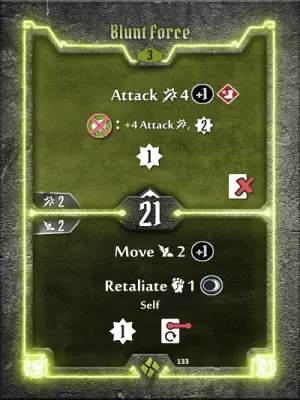 Blunt Force
3
Attack 4 +1
: +4 Attack , 2
1
2
21
2
Move 2 +1
Retaliate 1
Self
1
133